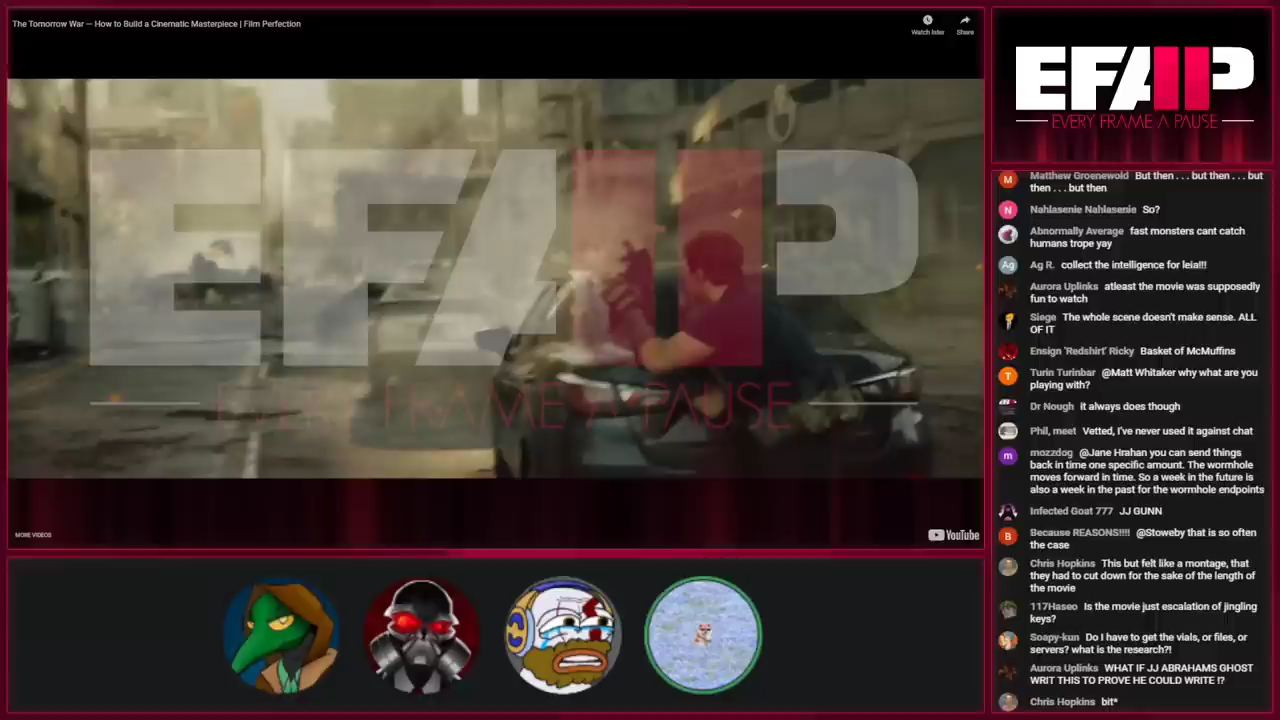 The Tomorrow War – How to Build a Cinematic Masterpiece | Film Perfection
Watch later
Share
EFAP
EVERY FRAME A PAUSE
MORE VIDEOS
YouTube
EFAP
EVERY FRAME A PAUSE
Matthew Groenewold But then . . . but then . . . but
then . . . but then
Nahlasenie Nahlasenie So?
Abnormally Average fast monsters cant catch
humans trope yay
Ag R. collect the intelligence for leia!!!
Aurora Uplinks atleast the movie was supposedly
fun to watch
Siege The whole scene doesn't make sense. ALL
OF IT
Ensign 'Redshirt' Ricky Basket of McMuffins
Turin Turinbar @Matt Whitaker why what are you
playing with?
Dr Nough it always does though
Phil, meet Vetted, I've never used it against chat
mozzdog @Jane Hrahan you can send things
back in time one specific amount. The wormhole
moves forward in time. So a week in the future is
also a week in the past for the wormhole endpoints
Infected Goat 777 JJ GUNN
Because REASONS!!!! @Stoweby that is so often
the case
Chris Hopkins This but felt like a montage, that
they had to cut down for the sake of the length of
the movie
117Haseo Is the movie just escalation of jingling
keys?
Soapy-kun Do I have to get the vials, or files, or
servers? what is the research?!
Aurora Uplinks WHAT IF JJ ABRAHAMS GHOST
WRIT THIS TO PROVE HE COULD WRITE !?
Chris Hopkins bit*